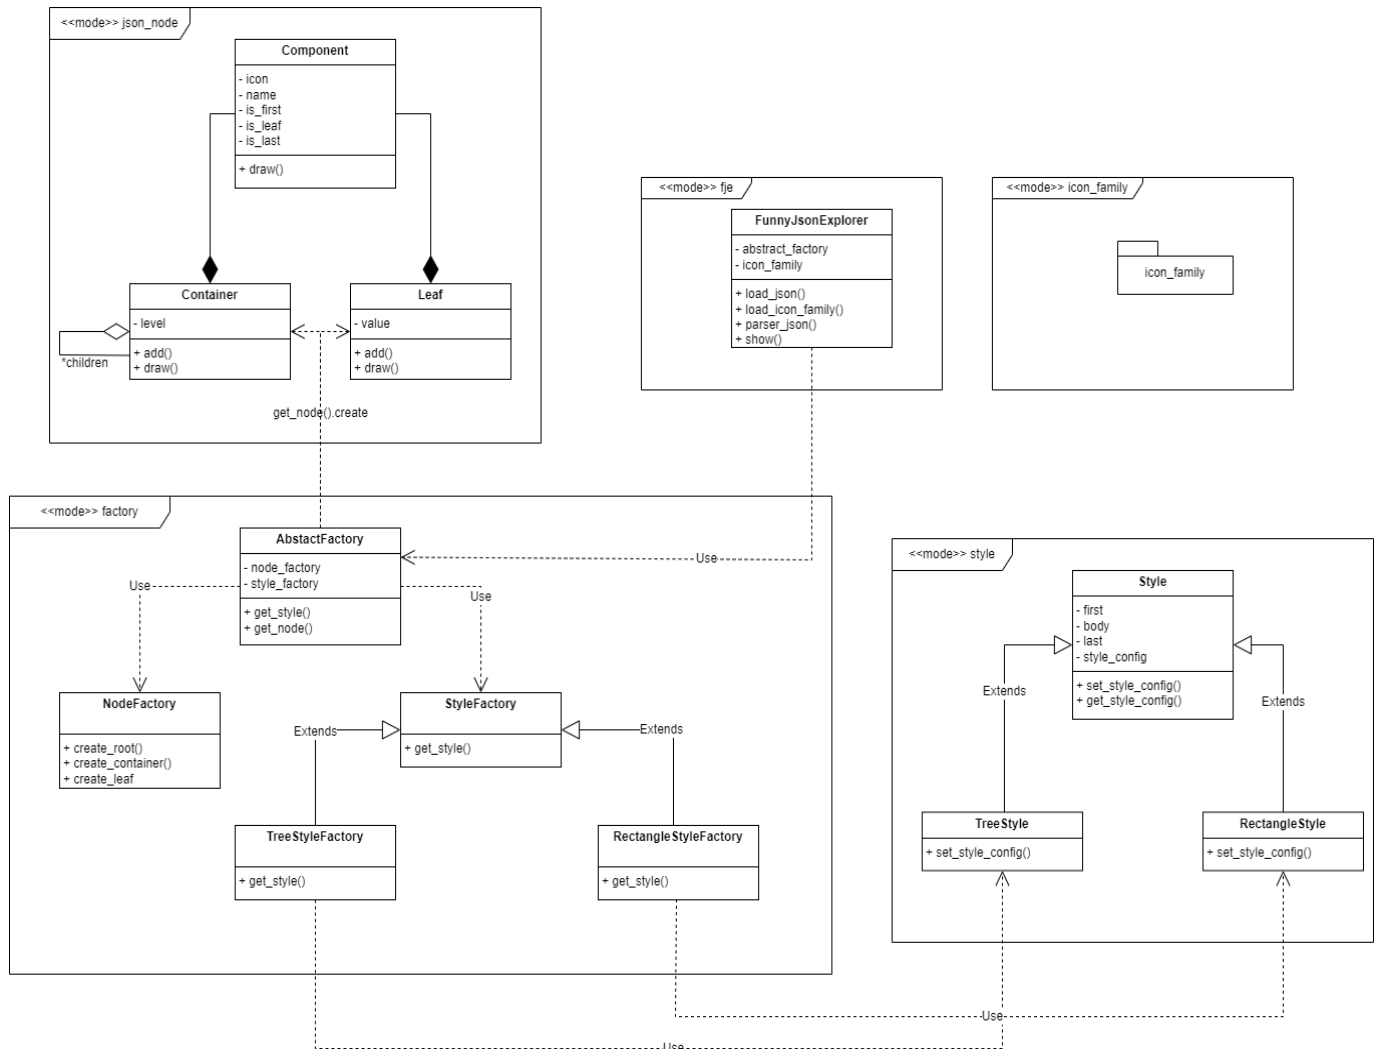 <<mode>> json_node
Component
- icon
- name
- is_first
- is_leaf
- is_last
+ draw()
Container
- level
+ add()
+ draw()
*children
Leaf
- value
+ add()
+ draw()
get_node().create
<<mode>> fje
FunnyJsonExplorer
- abstract_factory
- icon_family
+ load_json()
+ load_icon_family()
+ parser_json()
+ show()
<<mode>> icon_family
icon_family
<<mode>> factory
AbstactFactory
- node_factory
- style_factory
+ get_style()
+ get_node()
Use
Use
Use
NodeFactory
+ create_root()
+ create_container()
+ create_leaf
StyleFactory
+ get_style()
Extends
Extends
TreeStyleFactory
+ get_style()
RectangleStyleFactory
+ get_style()
<<mode>> style
Style
- first
- body
- last
- style_config
+ set_style_config()
+ get_style_config()
Extends
Extends
TreeStyle
+ set_style_config()
RectangleStyle
+ set_style_config()
Use
Use